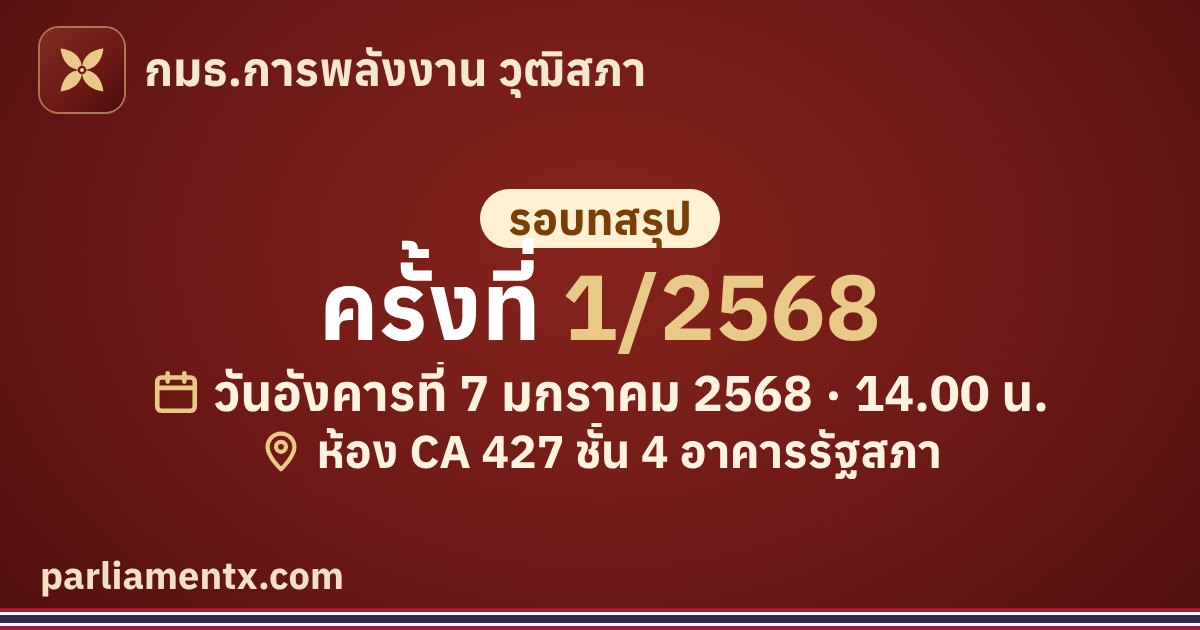 กมธ.การพลังงาน วุฒิสภา
รอบทสรุป
ครั้งที่ 1/2568
วันอังคารที่ 7 มกราคม 2568 · 14.00 น.
ห้อง CA 427 ชั้น 4 อาคารรัฐสภา
parliamentx.com